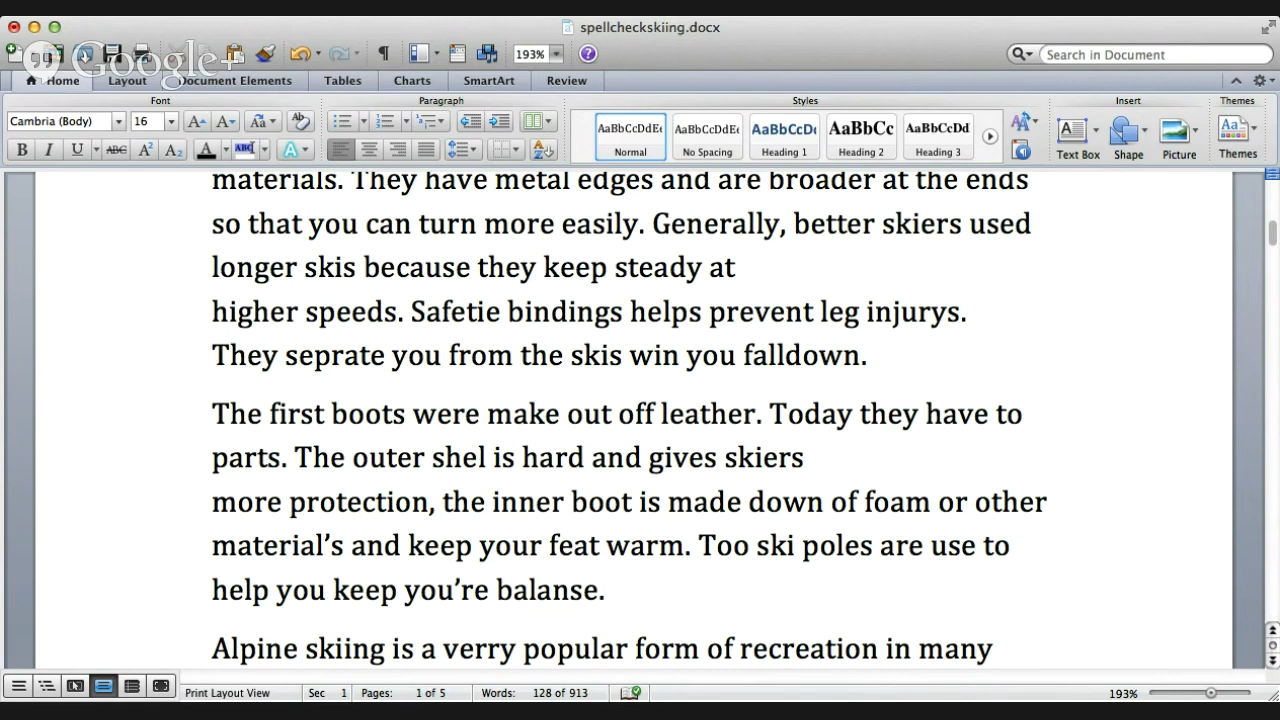 spellcheckskiing.docx
Google+
193%
Search in Document
Home Layout Document Elements Tables Charts SmartArt Review
Font Paragraph Styles Insert Themes
Cambria (Body) 16
AaBbCcDdEe AaBbCcDdEe AaBbCcDc AaBbCc AaBbCcDd
Normal No Spacing Heading 1 Heading 2 Heading 3
Text Box Shape Picture Themes
materials. They have metal edges and are broader at the ends
so that you can turn more easily. Generally, better skiers used
longer skis because they keep steady at
higher speeds. Safetie bindings helps prevent leg injurys.
They seprate you from the skis win you falldown.
The first boots were make out off leather. Today they have to
parts. The outer shel is hard and gives skiers
more protection, the inner boot is made down of foam or other
material’s and keep your feat warm. Too ski poles are use to
help you keep you’re balanse.
Alpine skiing is a verry popular form of recreation in many
Print Layout View Sec 1 Pages: 1 of 5 Words: 128 of 913 193%